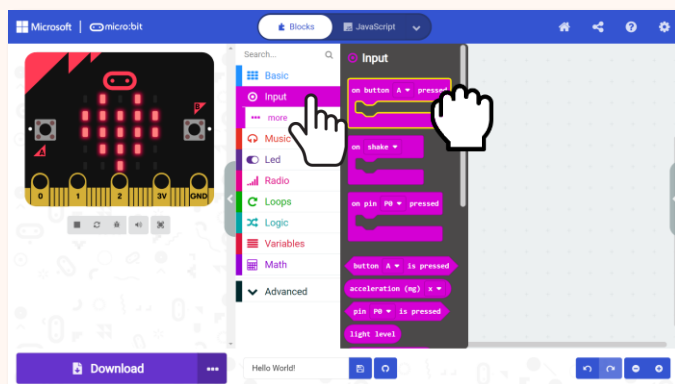 Microsoft | micro:bit
Blocks
JavaScript
Search...
Basic
Input
more
Music
Led
Radio
Loops
Logic
Variables
Math
Advanced
Input
on button A pressed
on shake
on pin P0 pressed
button A is pressed
acceleration (mg) x
pin P0 is pressed
light level
A
B
0 1 2 3V GND
Download
Hello World!